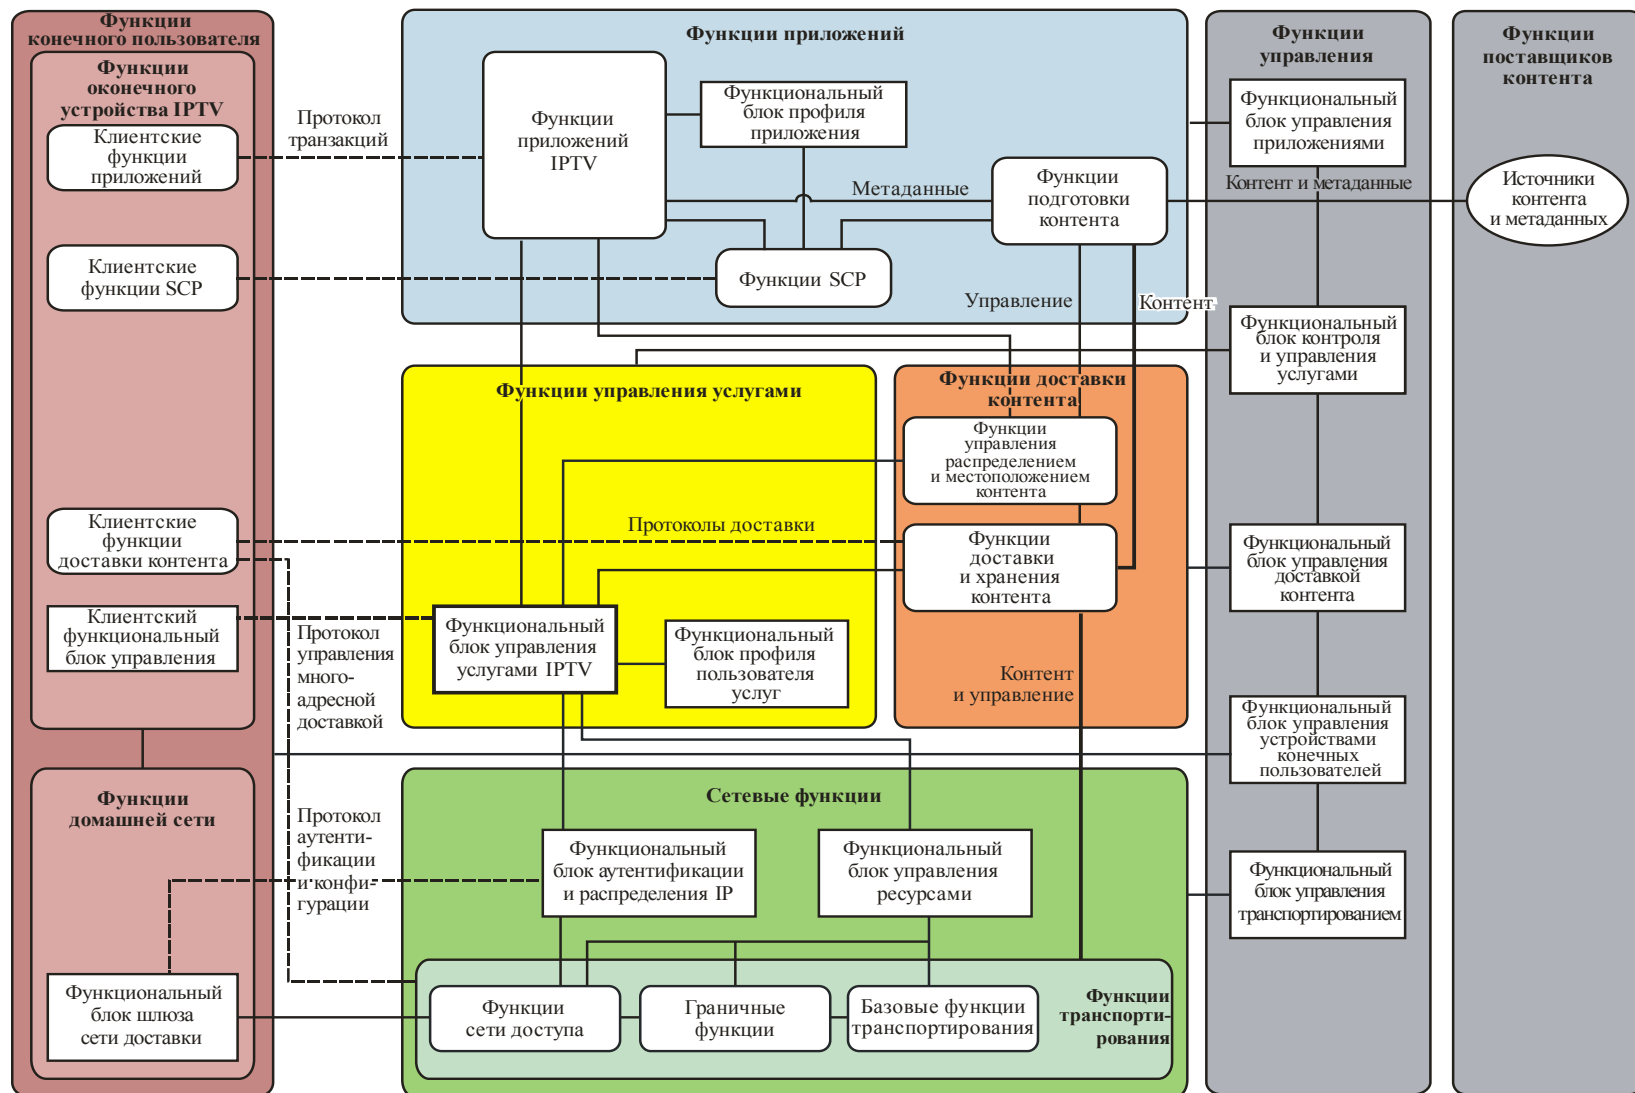 Функции
конечного пользователя
Функции
оконечного
устройства IPTV
Клиентские
функции
приложений
Клиентские
функции SCP
Клиентские
функции
доставки контента
Клиентский
функциональный
блок управления
Функции
домашней сети
Функциональный
блок шлюза
сети доставки
Протокол
транзакций
Протокол
управления
много-
адресной
доставкой
Протокол
аутенти-
фикации
и конфи-
гурации
Функции приложений
Функции
приложений
IPTV
Функциональный
блок профиля
приложения
Метаданные
Функции
подготовки
контента
Функции SCP
Управление
Контент
Функции управления услугами
Протоколы доставки
Функциональный
блок управления
услугами IPTV
Функциональный
блок профиля
пользователя
услуг
Функции доставки
контента
Функции
управления
распределением
и местоположением
контента
Функции
доставки
и хранения
контента
Контент
и управление
Сетевые функции
Функциональный
блок аутентификации
и распределения IP
Функциональный
блок управления
ресурсами
Функции
сети доступа
Граничные
функции
Базовые функции
транспортирования
Функции
транспорти-
рования
Функции
управления
Функциональный
блок управления
приложениями
Контент и метаданные
Функциональный
блок контроля
и управления
услугами
Функциональный
блок управления
доставкой
контента
Функциональный
блок управления
устройствами
конечных
пользователей
Функциональный
блок управления
транспортированием
Функции
поставщиков
контента
Источники
контента
и метаданных